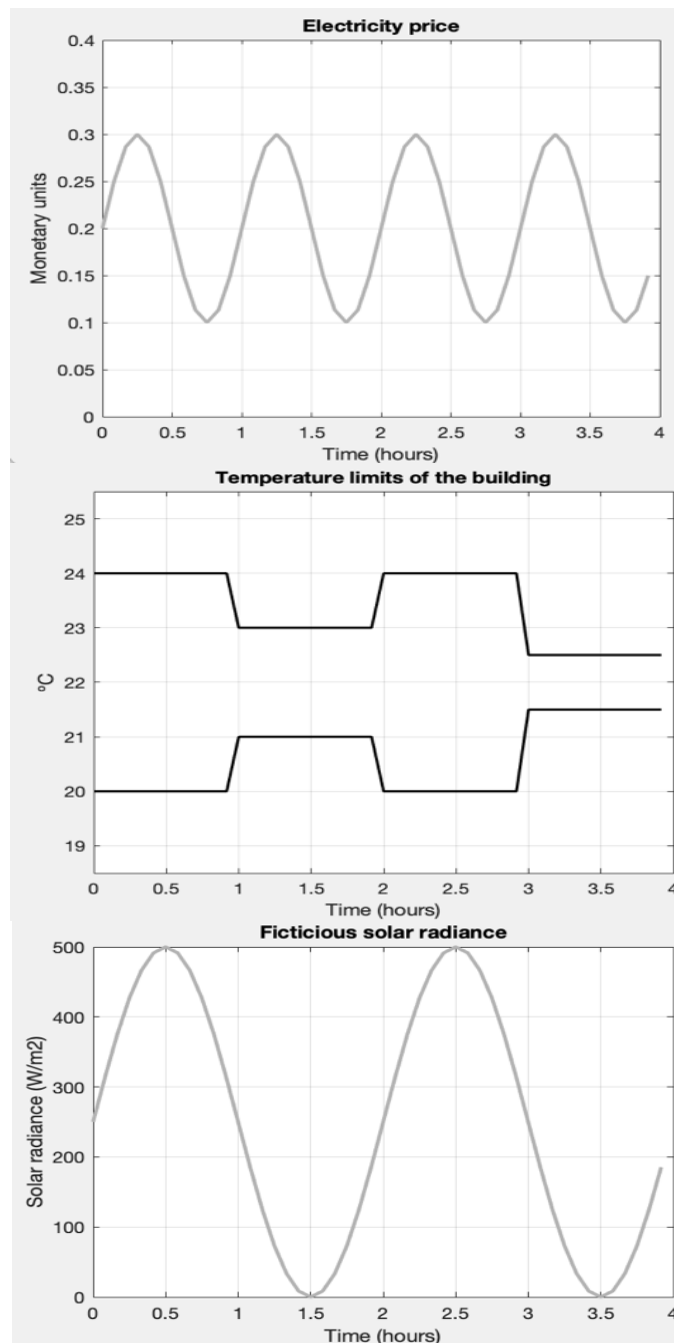 Electricity price
0.4
0.35
0.3
0.25
0.2
0.15
0.1
0.05
0
Monetary units
0 0.5 1 1.5 2 2.5 3 3.5 4
Time (hours)
Temperature limits of the building
25
24
23
22
21
20
19
ºC
0 0.5 1 1.5 2 2.5 3 3.5 4
Time (hours)
Ficticious solar radiance
500
400
300
200
100
0
Solar radiance (W/m2)
0 0.5 1 1.5 2 2.5 3 3.5 4
Time (hours)